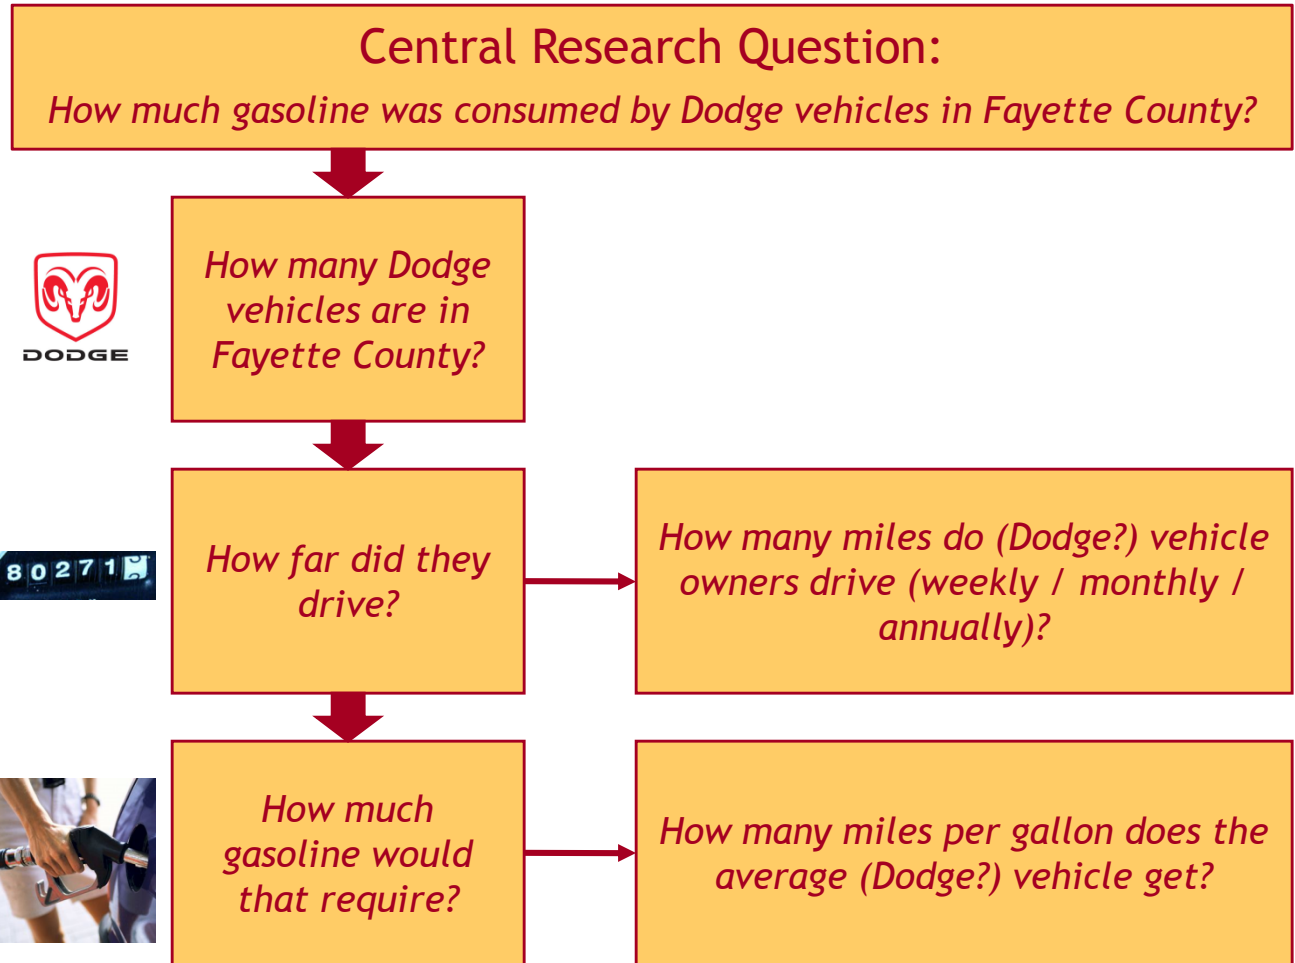 Central Research Question:
How much gasoline was consumed by Dodge vehicles in Fayette County?
How many Dodge
vehicles are in
Fayette County?
DODGE
How far did they
drive?
How many miles do (Dodge?) vehicle
owners drive (weekly / monthly /
annually)?
80271
How much
gasoline would
that require?
How many miles per gallon does the
average (Dodge?) vehicle get?